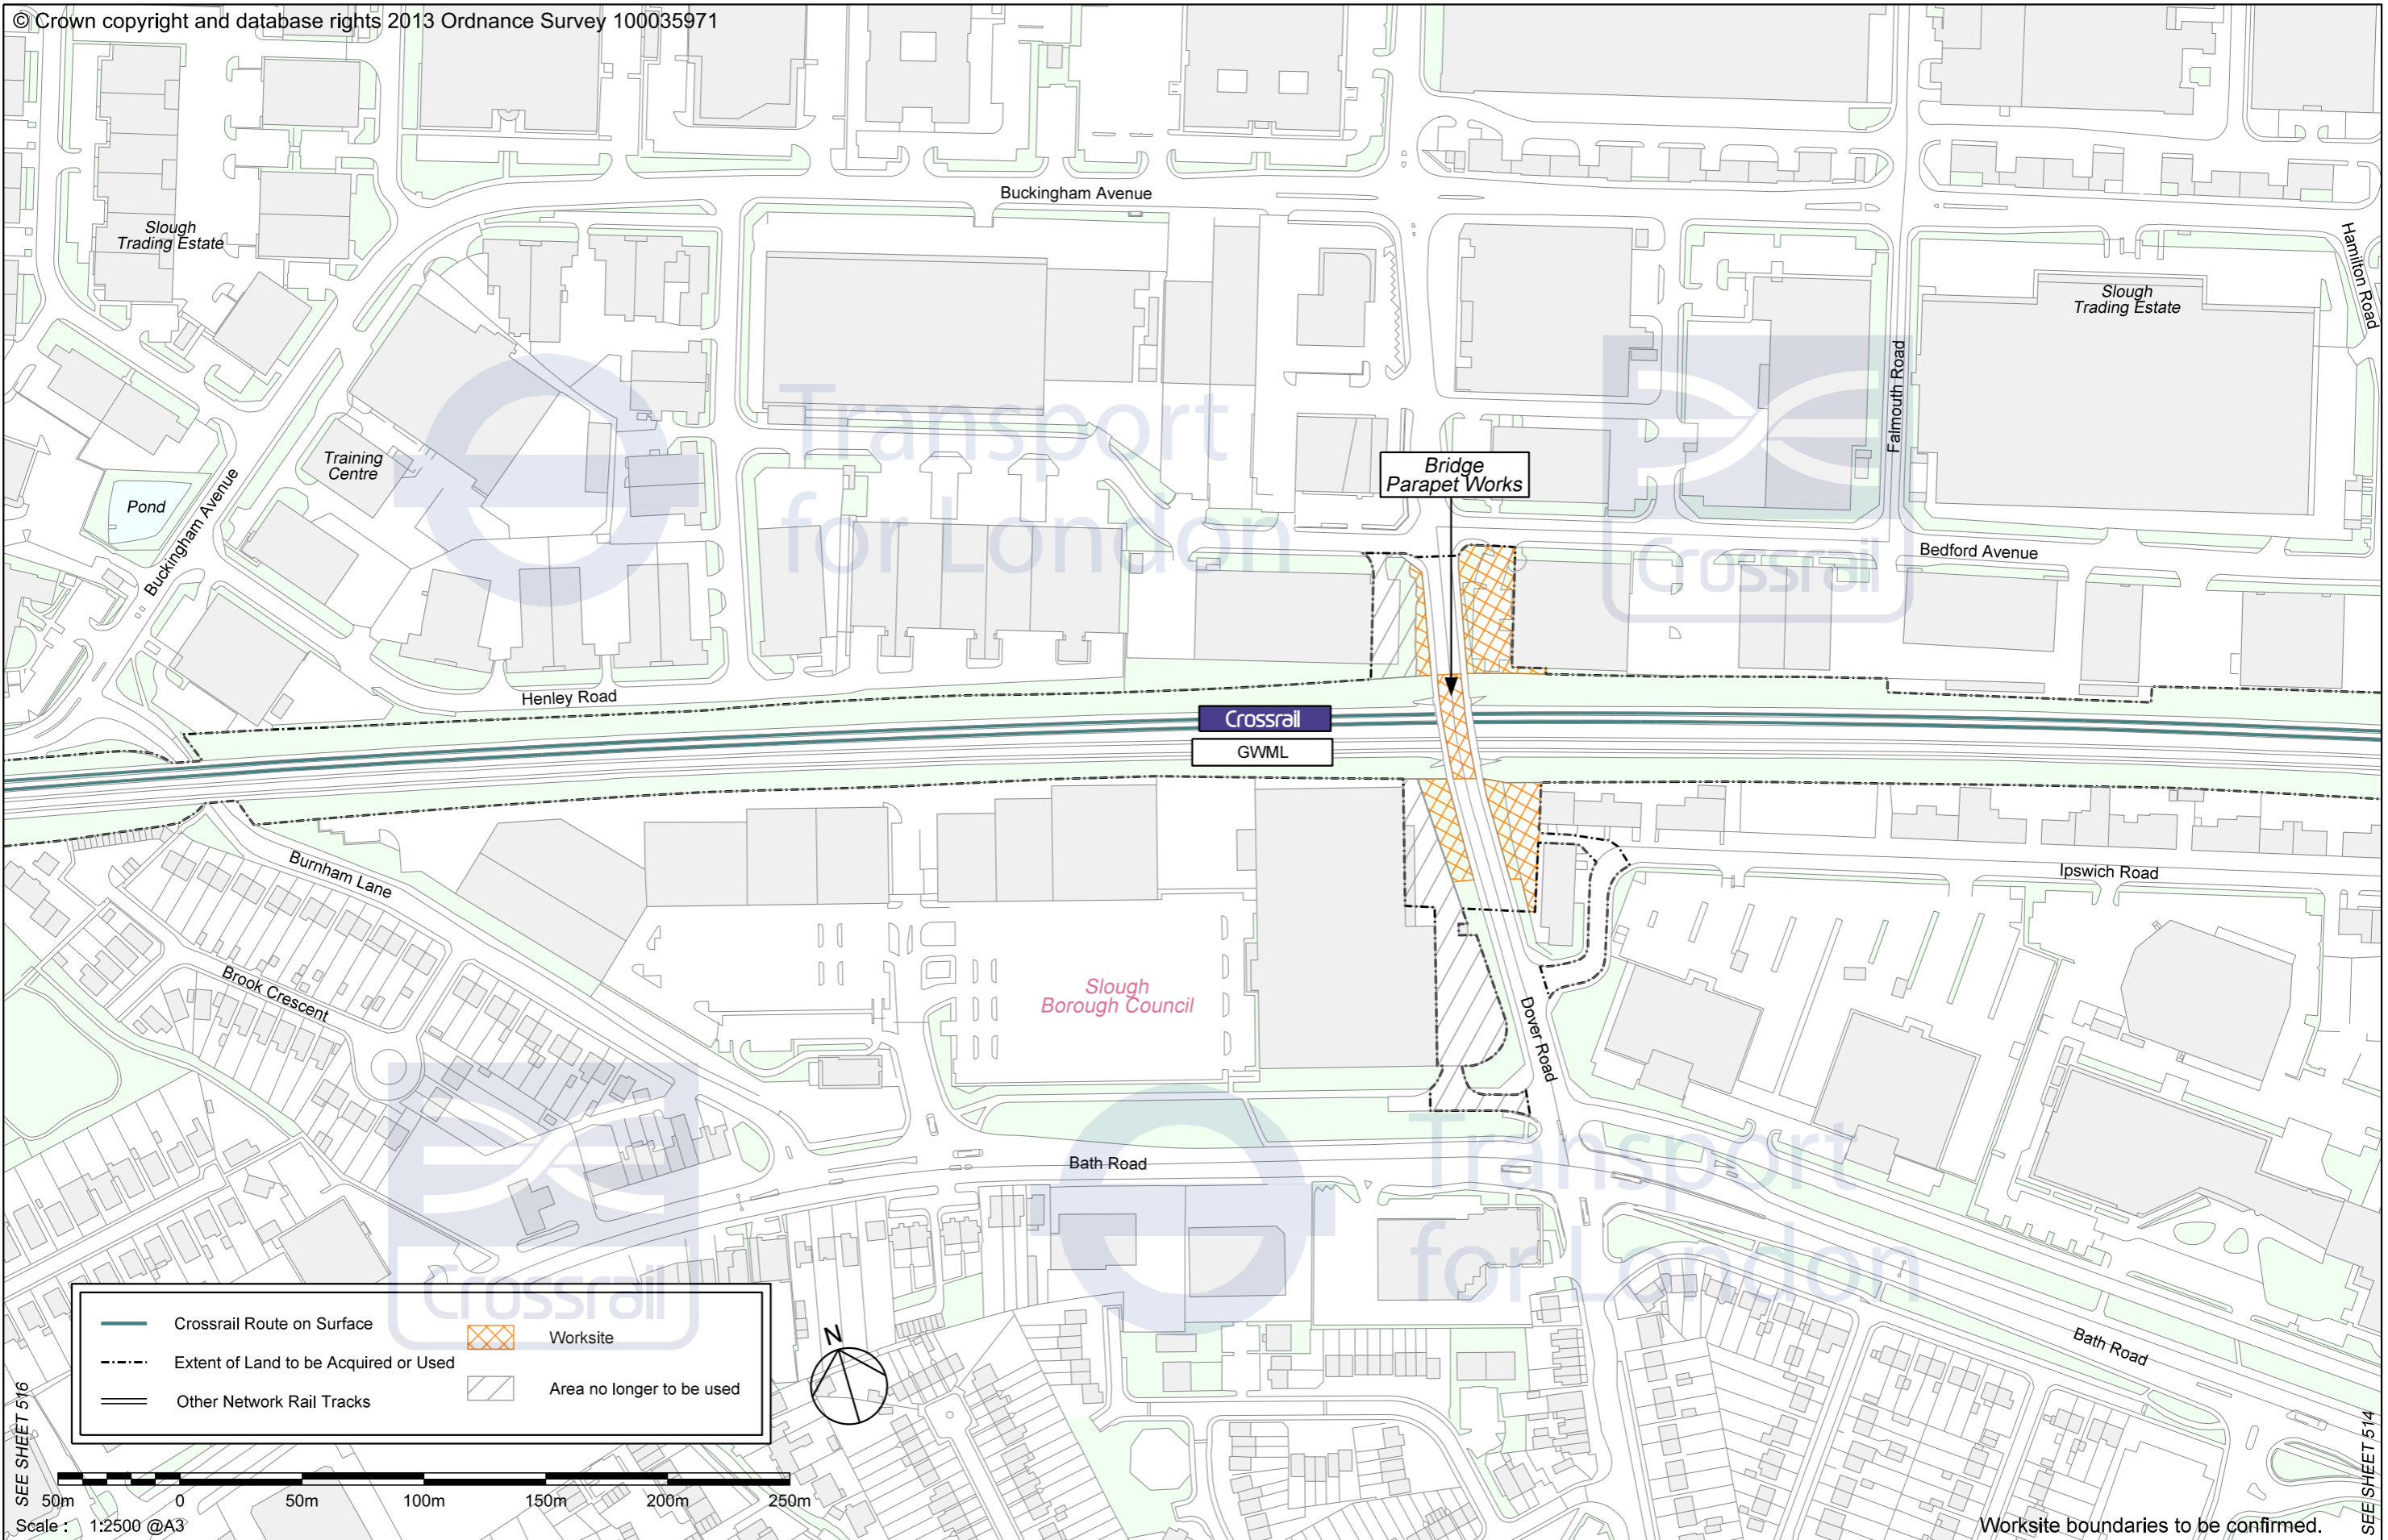 © Crown copyright and database rights 2013 Ordnance Survey 100035971
Buckingham Avenue
Slough
Trading Estate
Hamilton Road
Slough
Trading Estate
Falmouth Road
Transport
for London
Crossrail
Training
Centre
Pond
Buckingham Avenue
Bridge
Parapet Works
Bedford Avenue
Henley Road
Crossrail
GWML
Burnham Lane
Ipswich Road
Brook Crescent
Slough
Borough Council
Dover Road
Bath Road
Crossrail
Transport
for London
Bath Road
Crossrail Route on Surface
Extent of Land to be Acquired or Used
Other Network Rail Tracks
Worksite
Area no longer to be used
N
SEE SHEET 516
SEE SHEET 514
50m 0 50m 100m 150m 200m 250m
Scale : 1:2500 @A3
Worksite boundaries to be confirmed.